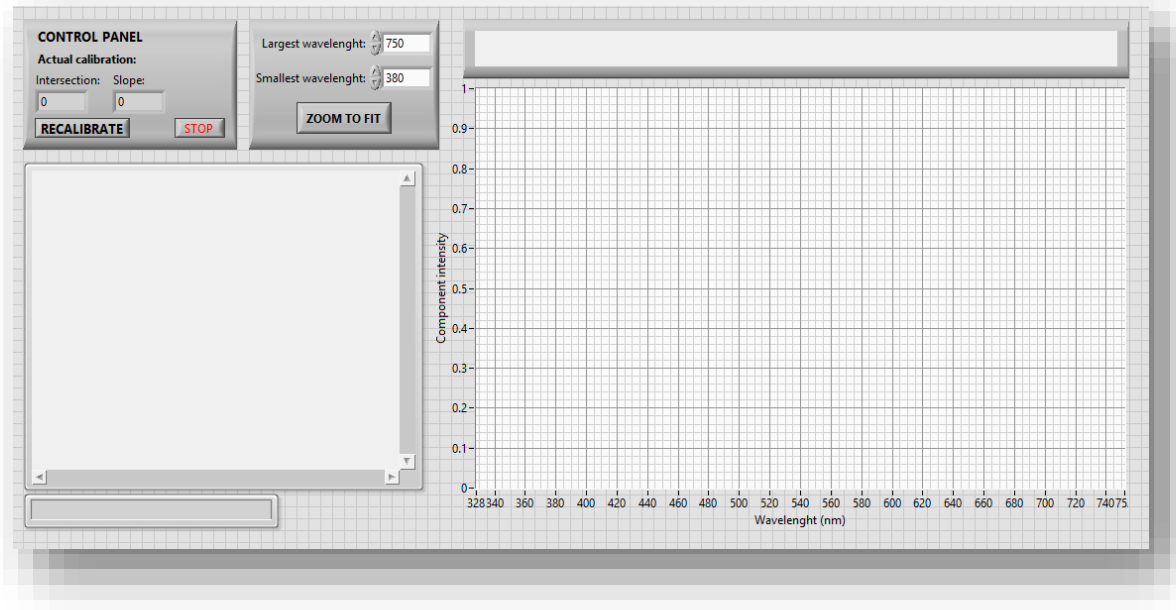 CONTROL PANEL
Actual calibration:
Intersection: Slope:
0 0
RECALIBRATE STOP
Largest wavelenght: 750
Smallest wavelenght: 380
ZOOM TO FIT
Component intensity
1
0.9
0.8
0.7
0.6
0.5
0.4
0.3
0.2
0.1
0
328 340 360 380 400 420 440 460 480 500 520 540 560 580 600 620 640 660 680 700 720 740 75
Wavelenght (nm)